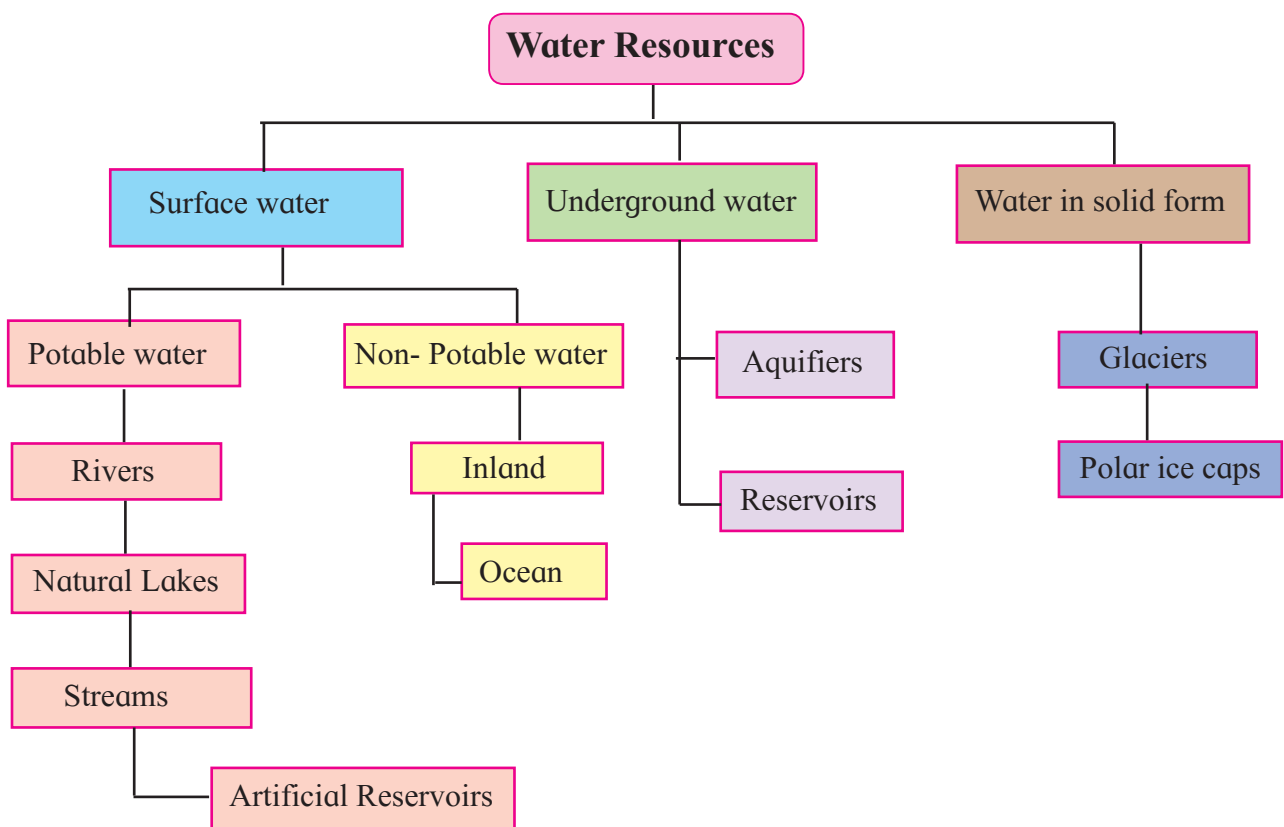 Water Resources
Surface water
Underground water
Water in solid form
Potable water
Non- Potable water
Aquifiers
Glaciers
Rivers
Inland
Reservoirs
Polar ice caps
Natural Lakes
Ocean
Streams
Artificial Reservoirs